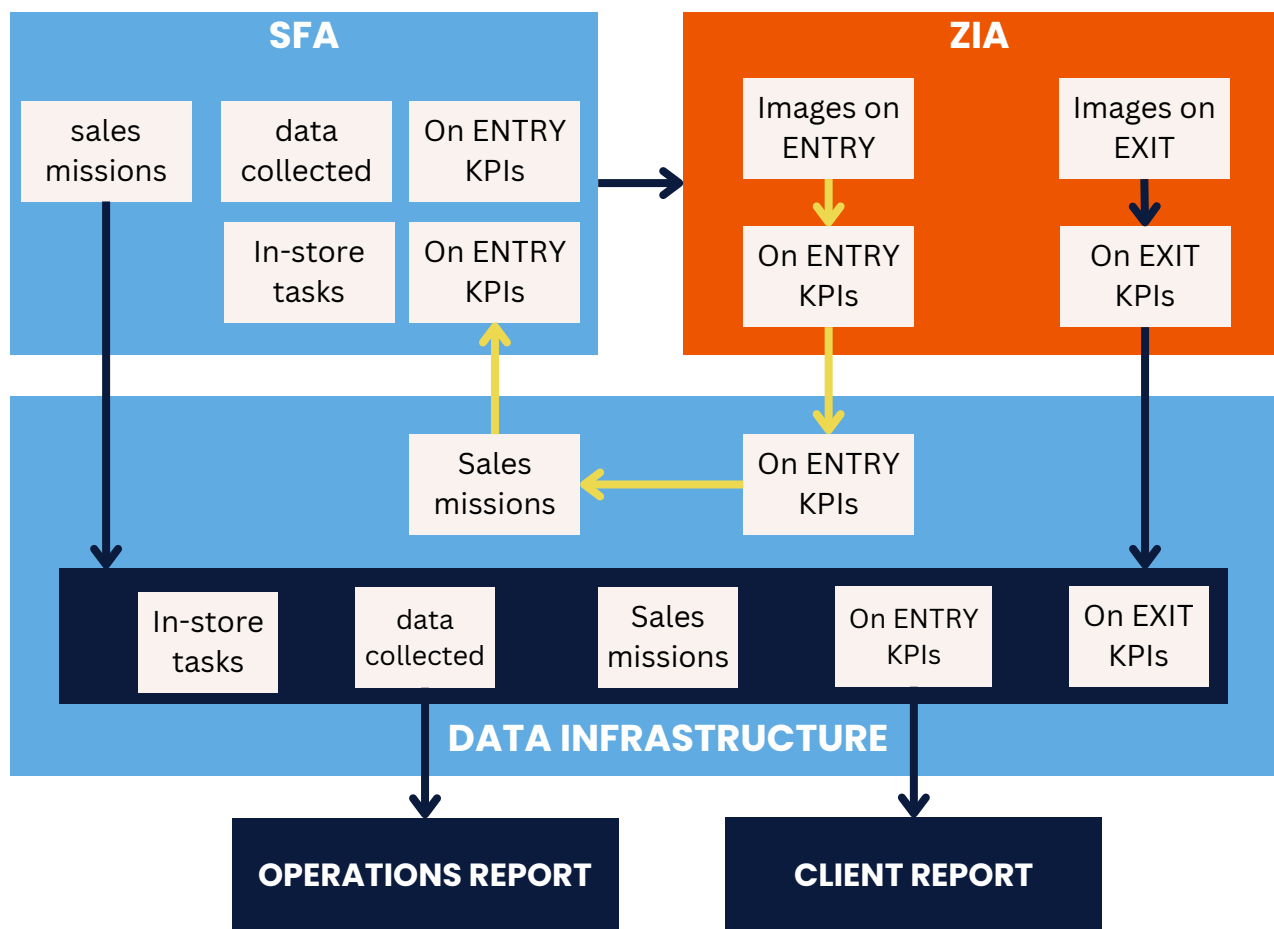 SFA
sales
missions
data
collected
On ENTRY
KPIs
In-store
tasks
On ENTRY
KPIs
ZIA
Images on
ENTRY
Images on
EXIT
On ENTRY
KPIs
On EXIT
KPIs
Sales
missions
On ENTRY
KPIs
In-store
tasks
data
collected
Sales
missions
On ENTRY
KPIs
On EXIT
KPIs
DATA INFRASTRUCTURE
OPERATIONS REPORT
CLIENT REPORT